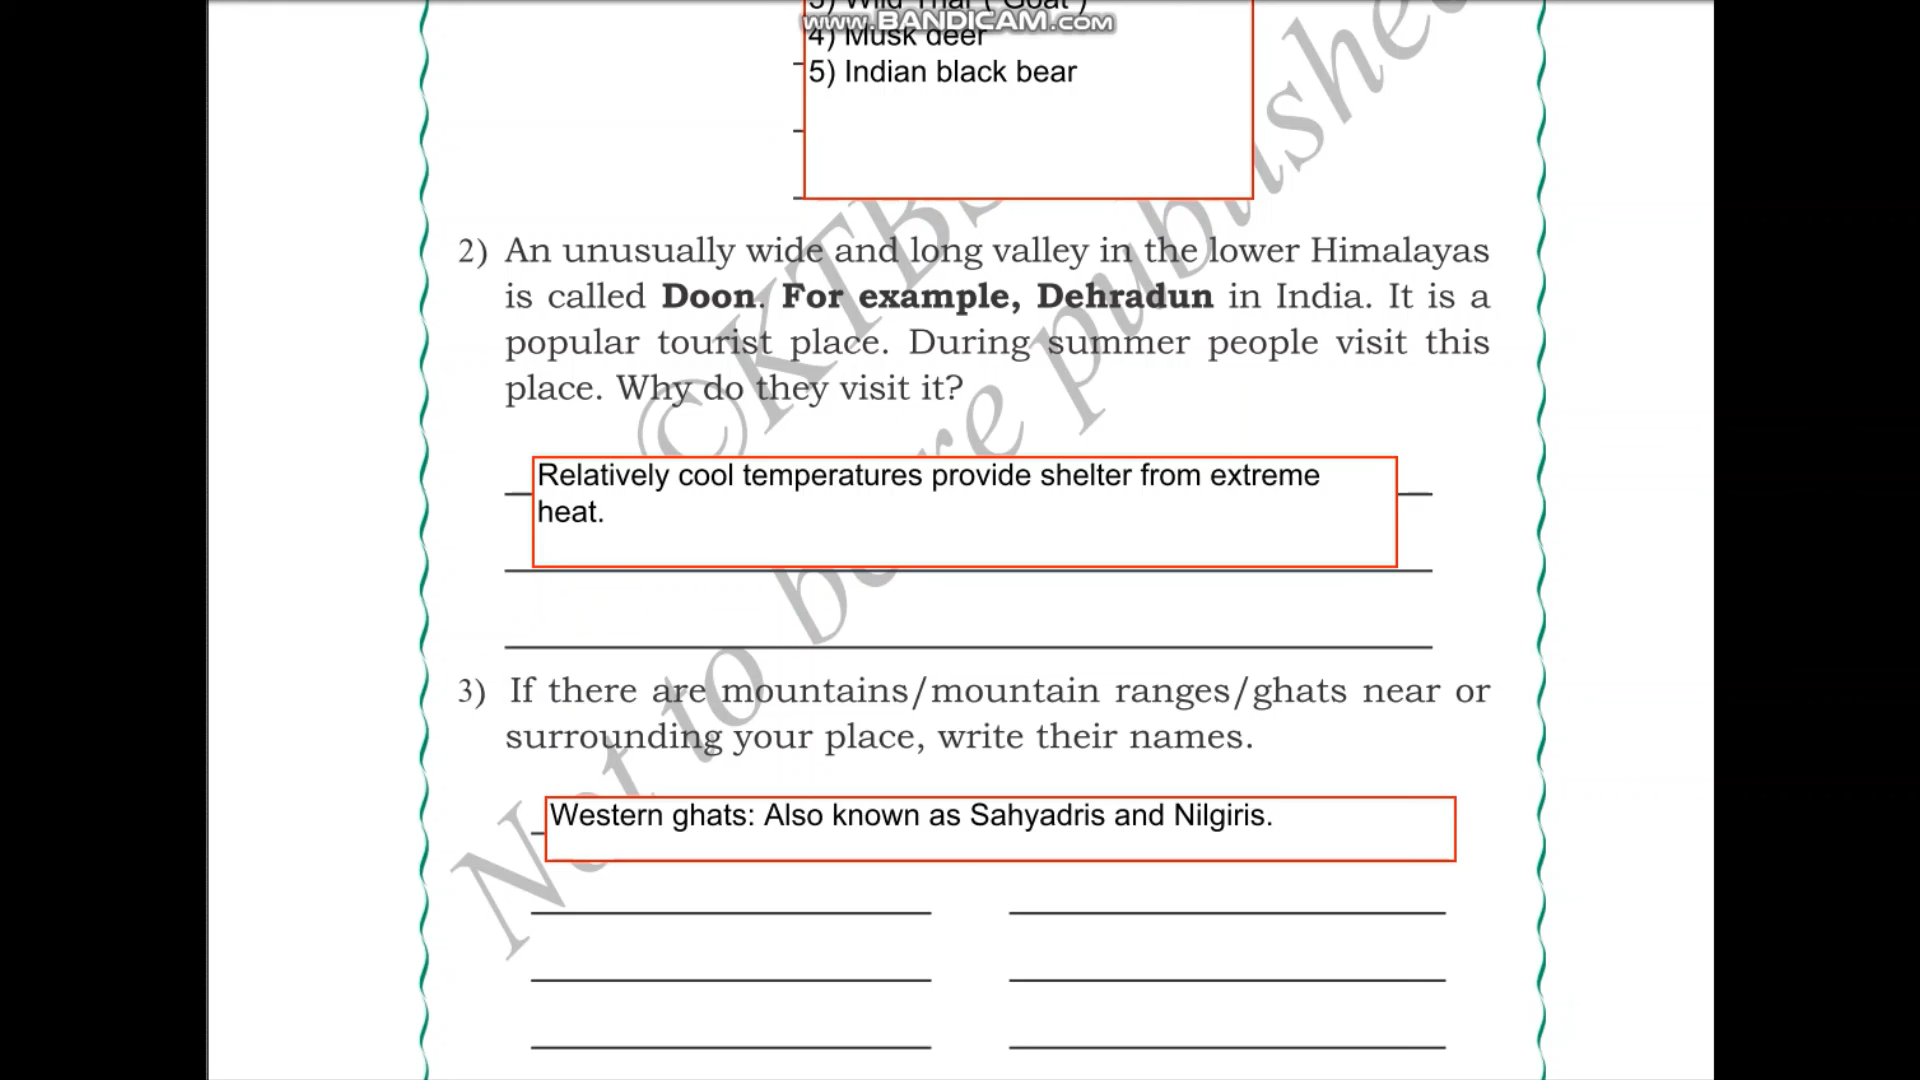 3) Wild Thar ( Goat )
www.BANDICAM.com
4) Musk deer
5) Indian black bear
2) An unusually wide and long valley in the lower Himalayas
is called Doon. For example, Dehradun in India. It is a
popular tourist place. During summer people visit this
place. Why do they visit it?
Relatively cool temperatures provide shelter from extreme
heat.
3) If there are mountains/mountain ranges/ghats near or
surrounding your place, write their names.
Western ghats: Also known as Sahyadris and Nilgiris.
©KTBS
Not to be re published